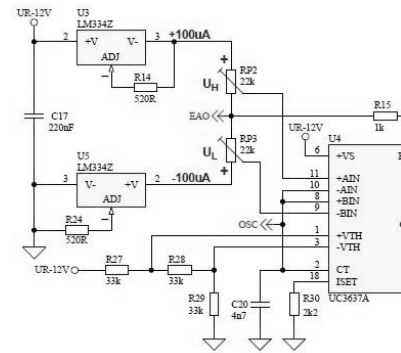 UR-12V
U3
LM334Z
2 +V V- 3
ADJ
1
+100uA
R14
520R
+
UH
RP2
22k
C17
220nF
EAO
R15
1k
UL
+
RP3
22k
UR-12V
U4
6 +VS
U5
LM334Z
3 V- +V 2
ADJ
1
-100uA
R24
520R
11 +AIN
10 -AIN
8 +BIN
9 -BIN
OSC
1 +VTH
3 -VTH
UR-12V
R27
33k
R28
33k
2 CT
18 ISET
UC3637A
R29
33k
C20
4n7
R30
2k2